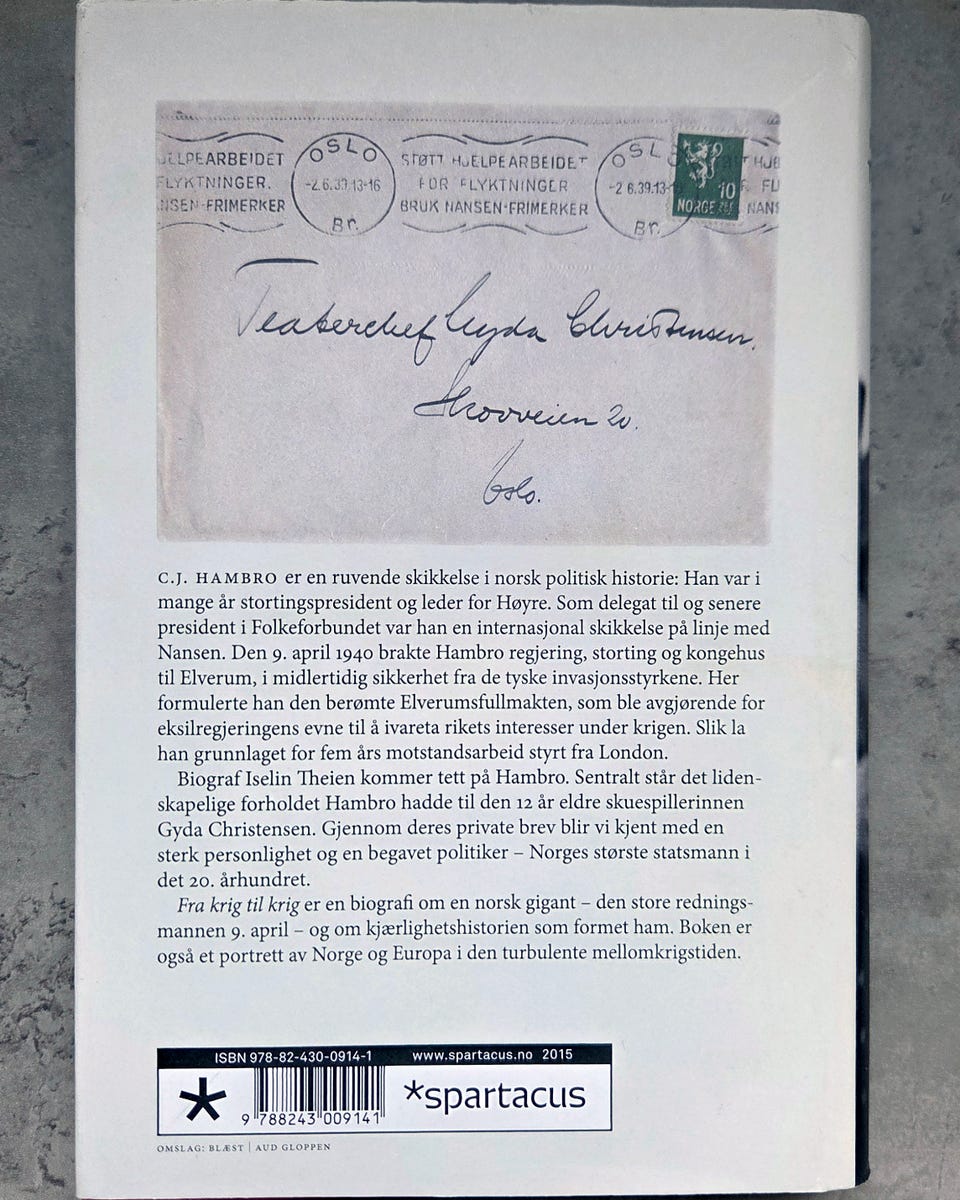 JELPEARBEIDET
FLYKTNINGER.
NSEN-FRIMERKER
OSLO
-2.6.39.13-16
Br.
STØTT HJELPEARBEIDET
FOR FLYKTNINGER
BRUK NANSEN-FRIMERKER
OSL
-2 6.39.13-1
Br.
10
NORGE
HJE
FL
NANS
Teaterchef Gyda Christensen.
Skovveien 20.
Oslo.
C.J. HAMBRO er en ruvende skikkelse i norsk politisk historie: Han var i
mange år stortingspresident og leder for Høyre. Som delegat til og senere
president i Folkeforbundet var han en internasjonal skikkelse på linje med
Nansen. Den 9. april 1940 brakte Hambro regjering, storting og kongehus
til Elverum, i midlertidig sikkerhet fra de tyske invasjonsstyrkene. Her
formulerte han den berømte Elverumsfullmakten, som ble avgjørende for
eksilregjeringens evne til å ivareta rikets interesser under krigen. Slik la
han grunnlaget for fem års motstandsarbeid styrt fra London.
Biograf Iselin Theien kommer tett på Hambro. Sentralt står det liden-
skapelige forholdet Hambro hadde til den 12 år eldre skuespillerinnen
Gyda Christensen. Gjennom deres private brev blir vi kjent med en
sterk personlighet og en begavet politiker – Norges største statsmann i
det 20. århundret.
Fra krig til krig er en biografi om en norsk gigant – den store rednings-
mannen 9. april – og om kjærlighetshistorien som formet ham. Boken er
også et portrett av Norge og Europa i den turbulente mellomkrigstiden.
ISBN 978-82-430-0914-1 www.spartacus.no 2015
9 788243 009141
*spartacus
OMSLAG: BLÆST | AUD GLOPPEN